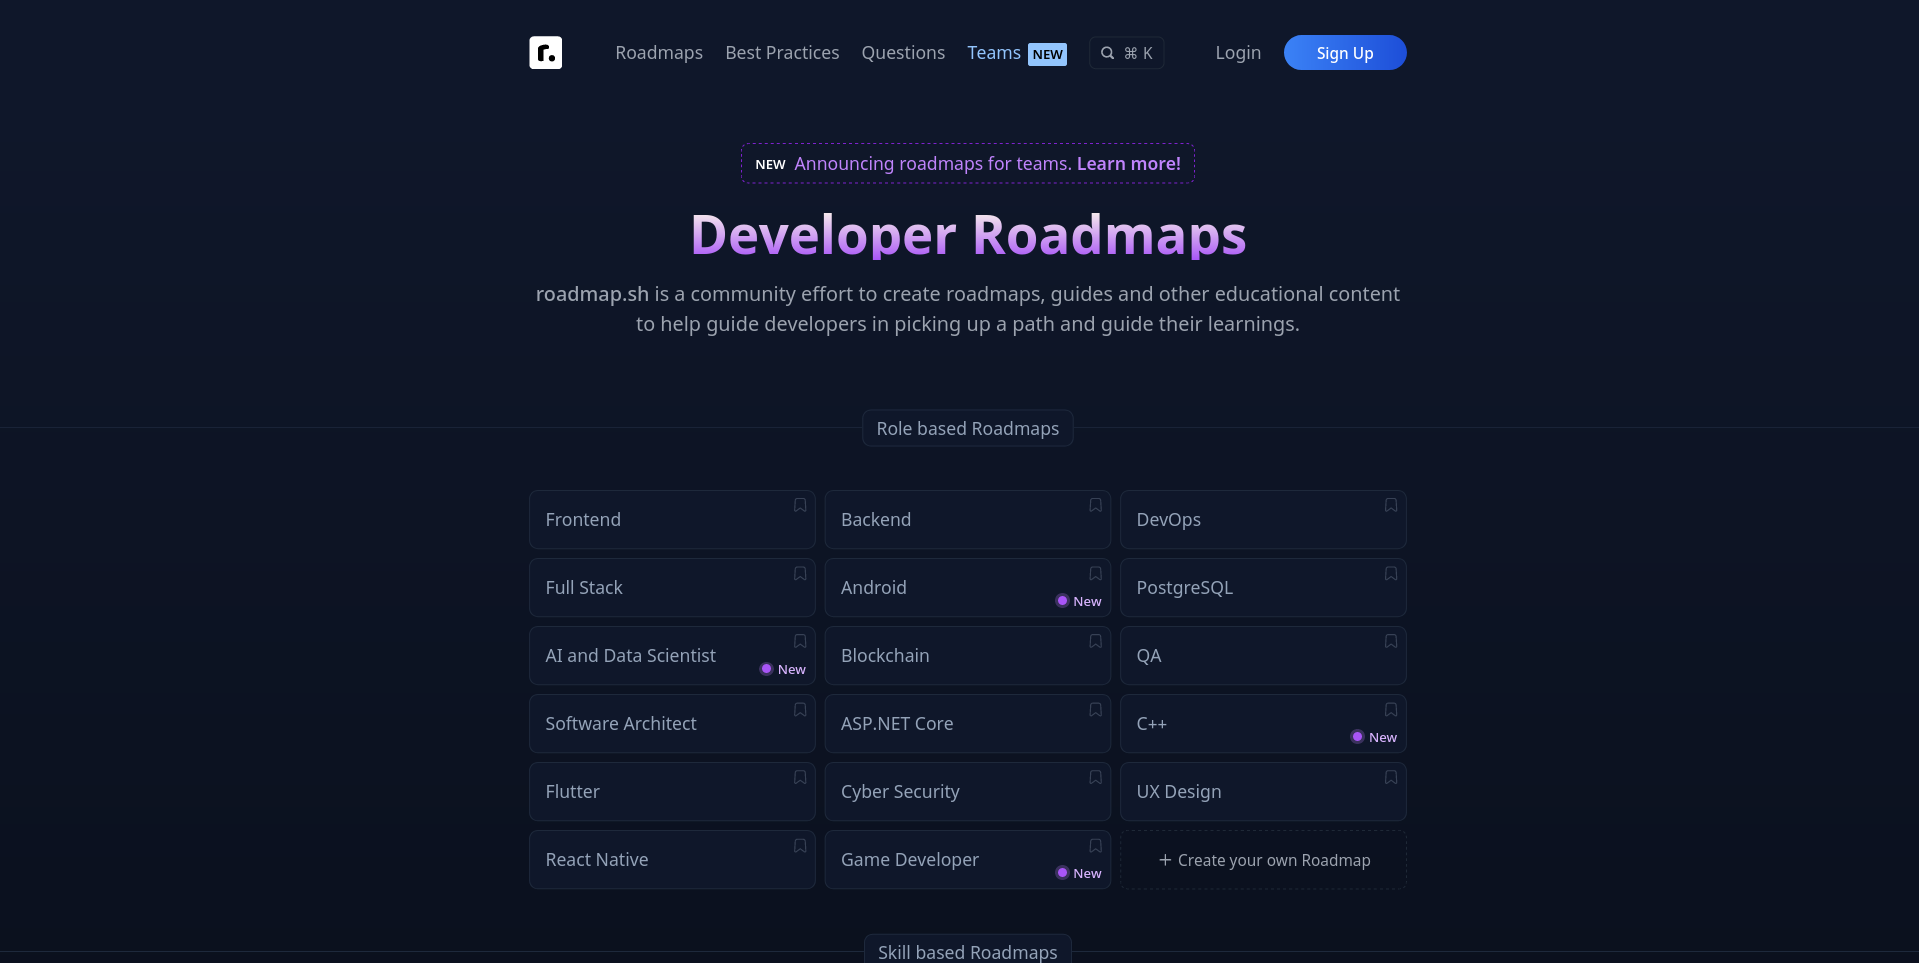 r.
Roadmaps Best Practices Questions Teams NEW ⌘ K Login Sign Up
NEW Announcing roadmaps for teams. Learn more!
Developer Roadmaps
roadmap.sh is a community effort to create roadmaps, guides and other educational content
to help guide developers in picking up a path and guide their learnings.
Role based Roadmaps
Frontend
Backend
DevOps
Full Stack
Android
New
PostgreSQL
AI and Data Scientist
New
Blockchain
QA
Software Architect
ASP.NET Core
C++
New
Flutter
Cyber Security
UX Design
React Native
Game Developer
New
+ Create your own Roadmap
Skill based Roadmaps